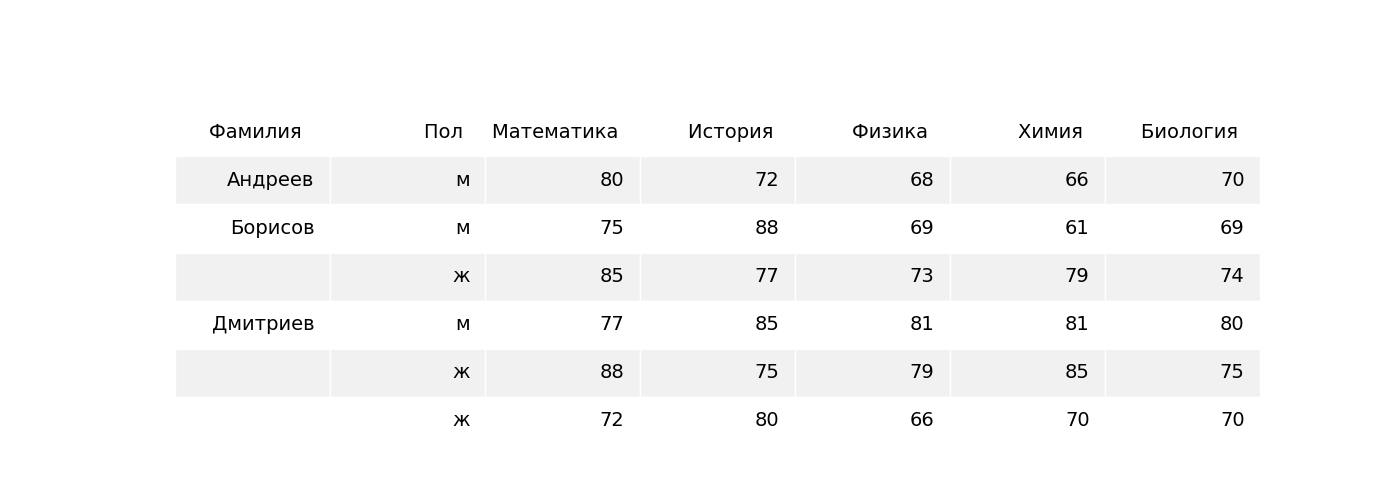 Фамилия Пол Математика История Физика Химия Биология
Андреев м 80 72 68 66 70
Борисов м 75 88 69 61 69
ж 85 77 73 79 74
Дмитриев м 77 85 81 81 80
ж 88 75 79 85 75
ж 72 80 66 70 70